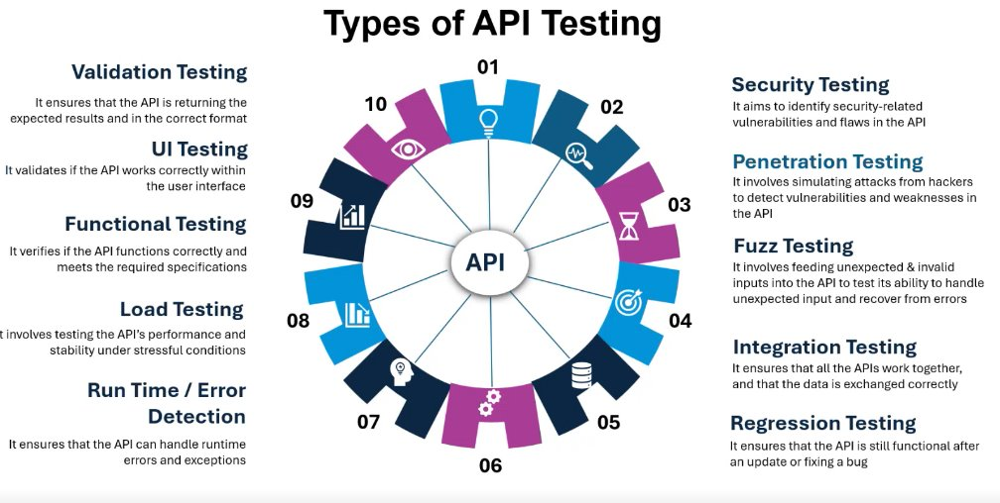 Types of API Testing
Validation Testing
It ensures that the API is returning the
expected results and in the correct format
UI Testing
It validates if the API works correctly within
the user interface
Functional Testing
It verifies if the API functions correctly and
meets the required specifications
Load Testing
t involves testing the API's performance and
stability under stressful conditions
Run Time / Error
Detection
It ensures that the API can handle runtime
errors and exceptions
01
02
03
04
05
06
07
08
09
10
API
Security Testing
It aims to identify security-related
vulnerabilities and flaws in the API
Penetration Testing
It involves simulating attacks from hackers
to detect vulnerabilities and weaknesses in
the API
Fuzz Testing
It involves feeding unexpected & invalid
inputs into the API to test its ability to handle
unexpected input and recover from errors
Integration Testing
It ensures that all the APIs work together,
and that the data is exchanged correctly
Regression Testing
It ensures that the API is still functional after
an update or fixing a bug